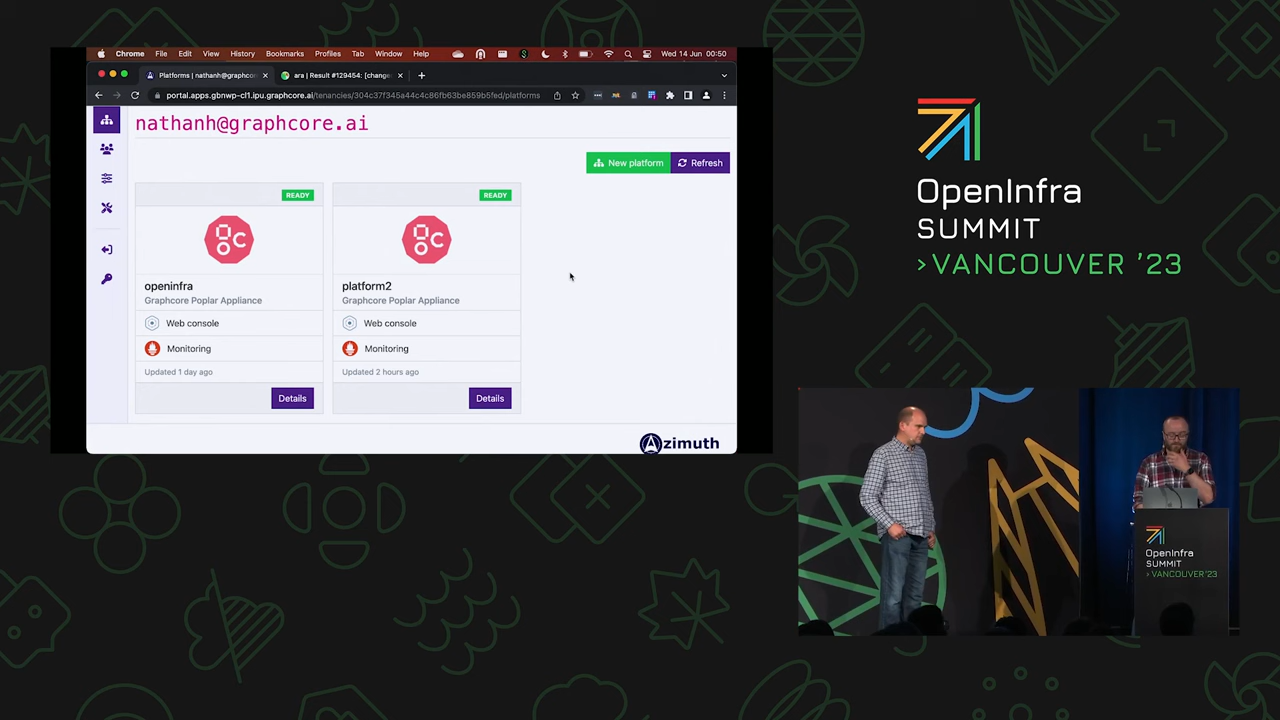 Chrome File Edit View History Bookmarks Profiles Tab Window Help Wed 14 Jun 00:50
Platforms | nathanh@graphcor
ara | Result #129454: [change
portal.apps.gbnwp-cl1.ipu.graphcore.ai/tenancies/304c37f345a44c4c86fb63be859b5fed/platforms
nathanh@graphcore.ai
New platform
Refresh
READY
READY
openinfra
Graphcore Poplar Appliance
Web console
Monitoring
Updated 1 day ago
Details
platform2
Graphcore Poplar Appliance
Web console
Monitoring
Updated 2 hours ago
Details
Azimuth
OpenInfra
SUMMIT
>VANCOUVER '23
OpenInfra
SUMMIT
>VANCOUVER '23